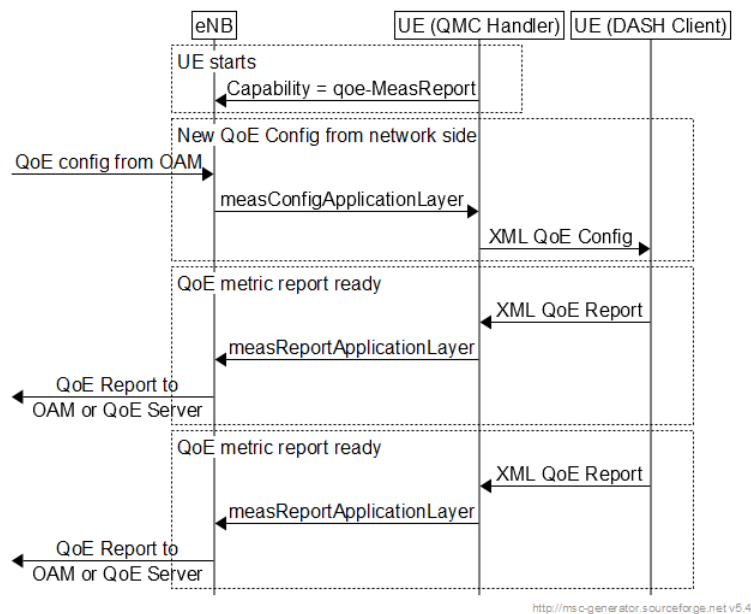 eNB
UE (QMC Handler)
UE (DASH Client)
UE starts
Capability = qoe-MeasReport
New QoE Config from network side
QoE config from OAM
measConfigApplicationLayer
XML QoE Config
QoE metric report ready
XML QoE Report
measReportApplicationLayer
QoE Report to
OAM or QoE Server
QoE metric report ready
XML QoE Report
measReportApplicationLayer
QoE Report to
OAM or QoE Server
http://msc-generator.sourceforge.net v5.4